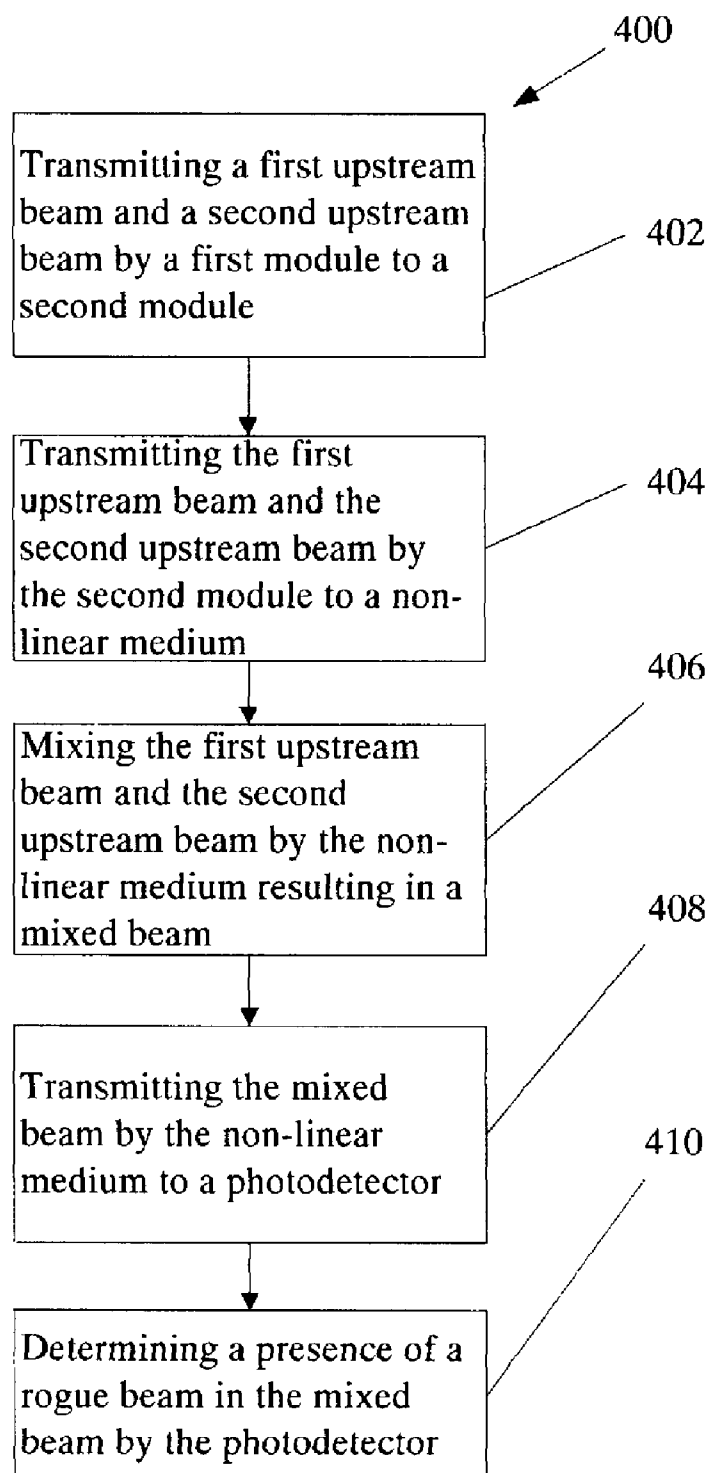 400
Transmitting a first upstream
beam and a second upstream
beam by a first module to a
second module
402
Transmitting the first
upstream beam and the
second upstream beam by
the second module to a non-
linear medium
404
Mixing the first upstream
beam and the second
upstream beam by the non-
linear medium resulting in a
mixed beam
406
Transmitting the mixed
beam by the non-linear
medium to a photodetector
408
Determining a presence of a
rogue beam in the mixed
beam by the photodetector
410